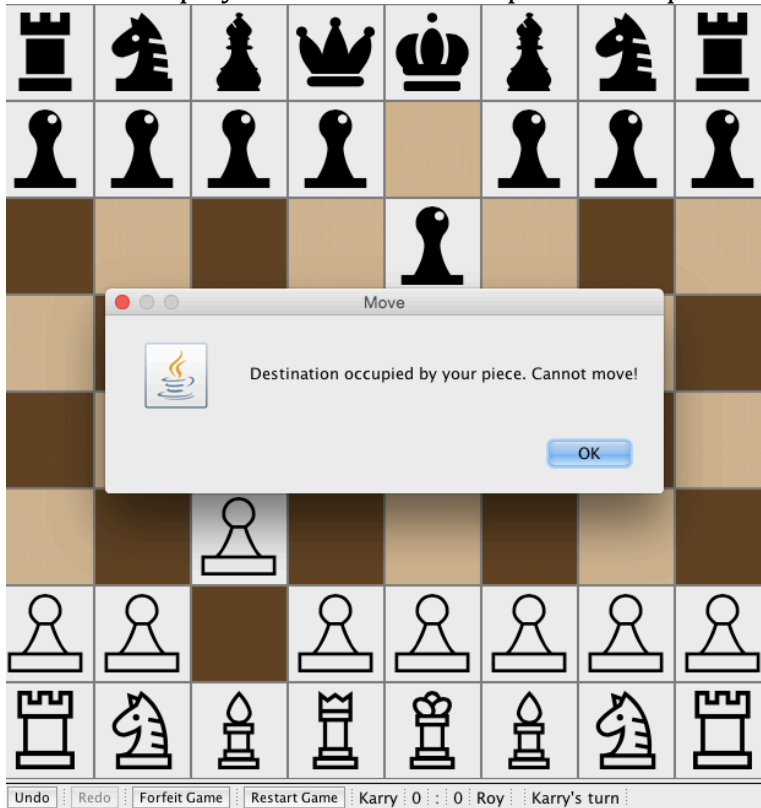 Move
Destination occupied by your piece. Cannot move!
OK
Undo Redo Forfeit Game Restart Game Karry 0 : 0 Roy Karry's turn